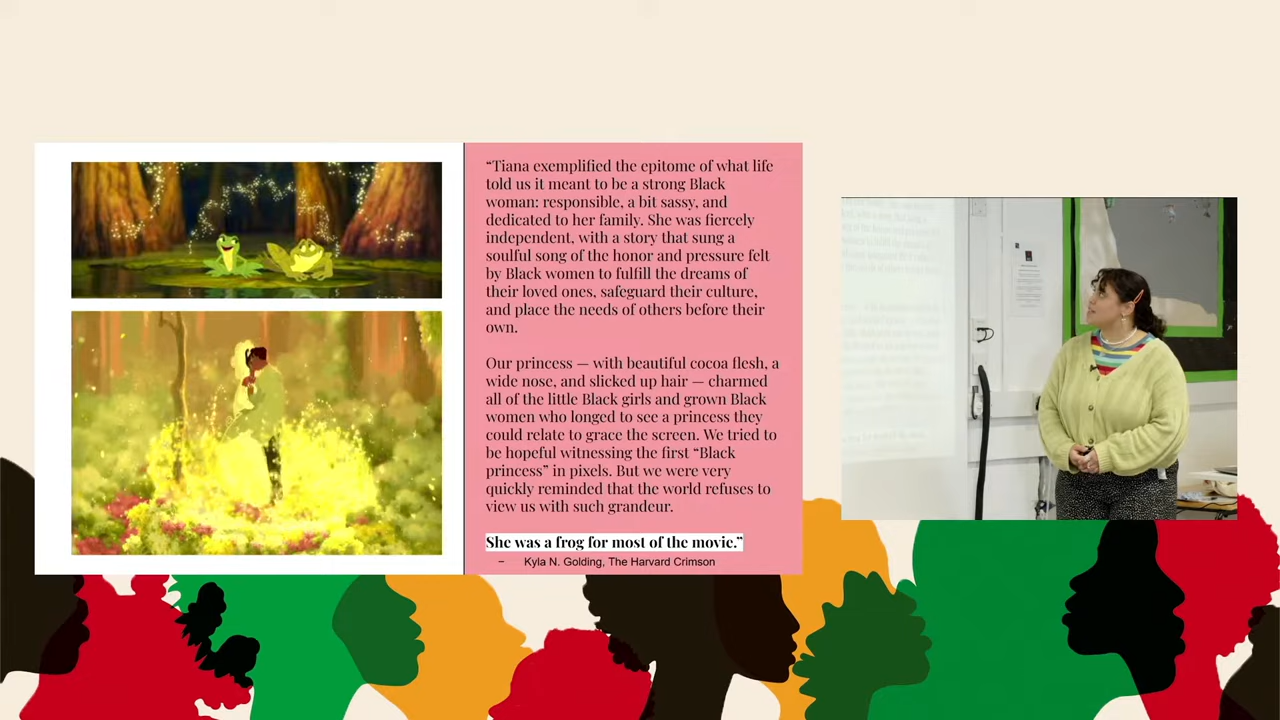 “Tiana exemplified the epitome of what life
told us it meant to be a strong Black
woman: responsible, a bit sassy, and
dedicated to her family. She was fiercely
independent, with a story that sung a
soulful song of the honor and pressure felt
by Black women to fulfill the dreams of
their loved ones, safeguard their culture,
and place the needs of others before their
own.
Our princess — with beautiful cocoa flesh, a
wide nose, and slicked up hair — charmed
all of the little Black girls and grown Black
women who longed to see a princess they
could relate to grace the screen. We tried to
be hopeful witnessing the first “Black
princess” in pixels. But we were very
quickly reminded that the world refuses to
view us with such grandeur.
She was a frog for most of the movie.”
– Kyla N. Golding, The Harvard Crimson